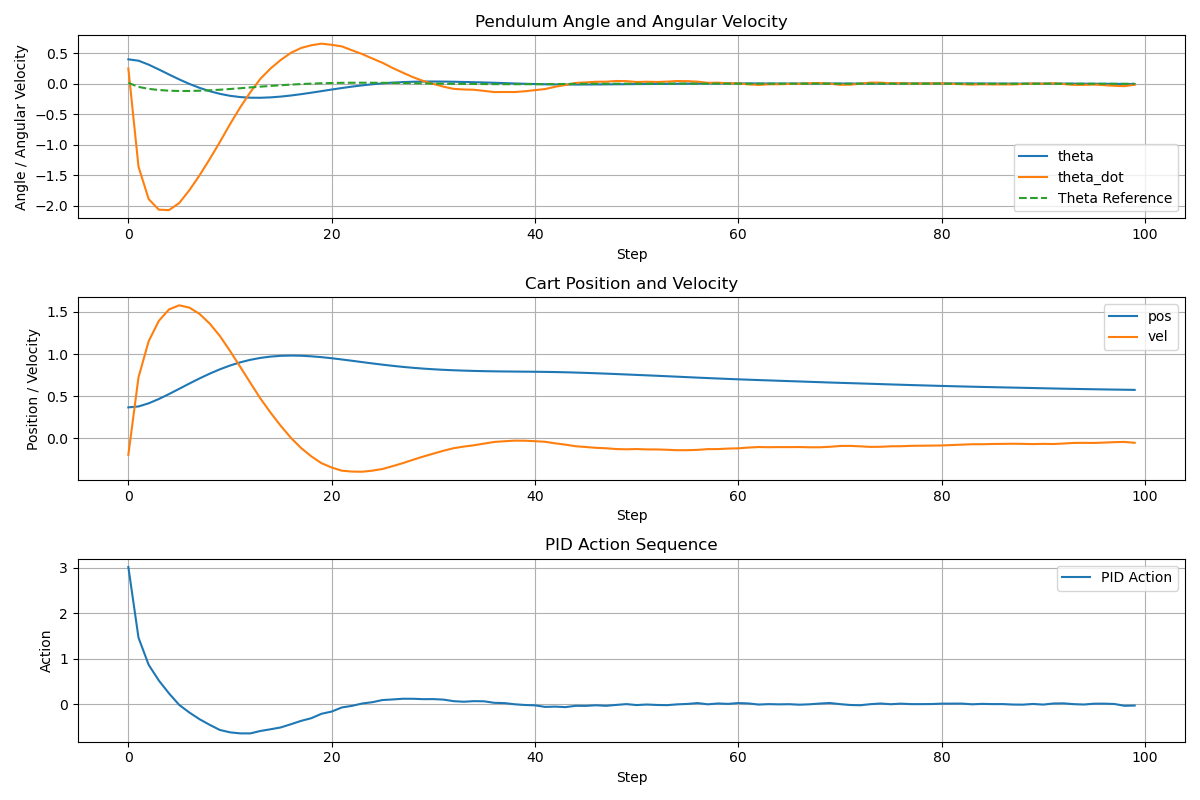 Pendulum Angle and Angular Velocity
Angle / Angular Velocity
0.5
0.0
−0.5
−1.0
−1.5
−2.0
theta
theta_dot
Theta Reference
0 20 40 60 80 100
Step
Cart Position and Velocity
Position / Velocity
1.5
1.0
0.5
0.0
pos
vel
0 20 40 60 80 100
Step
PID Action Sequence
Action
3
2
1
0
PID Action
0 20 40 60 80 100
Step